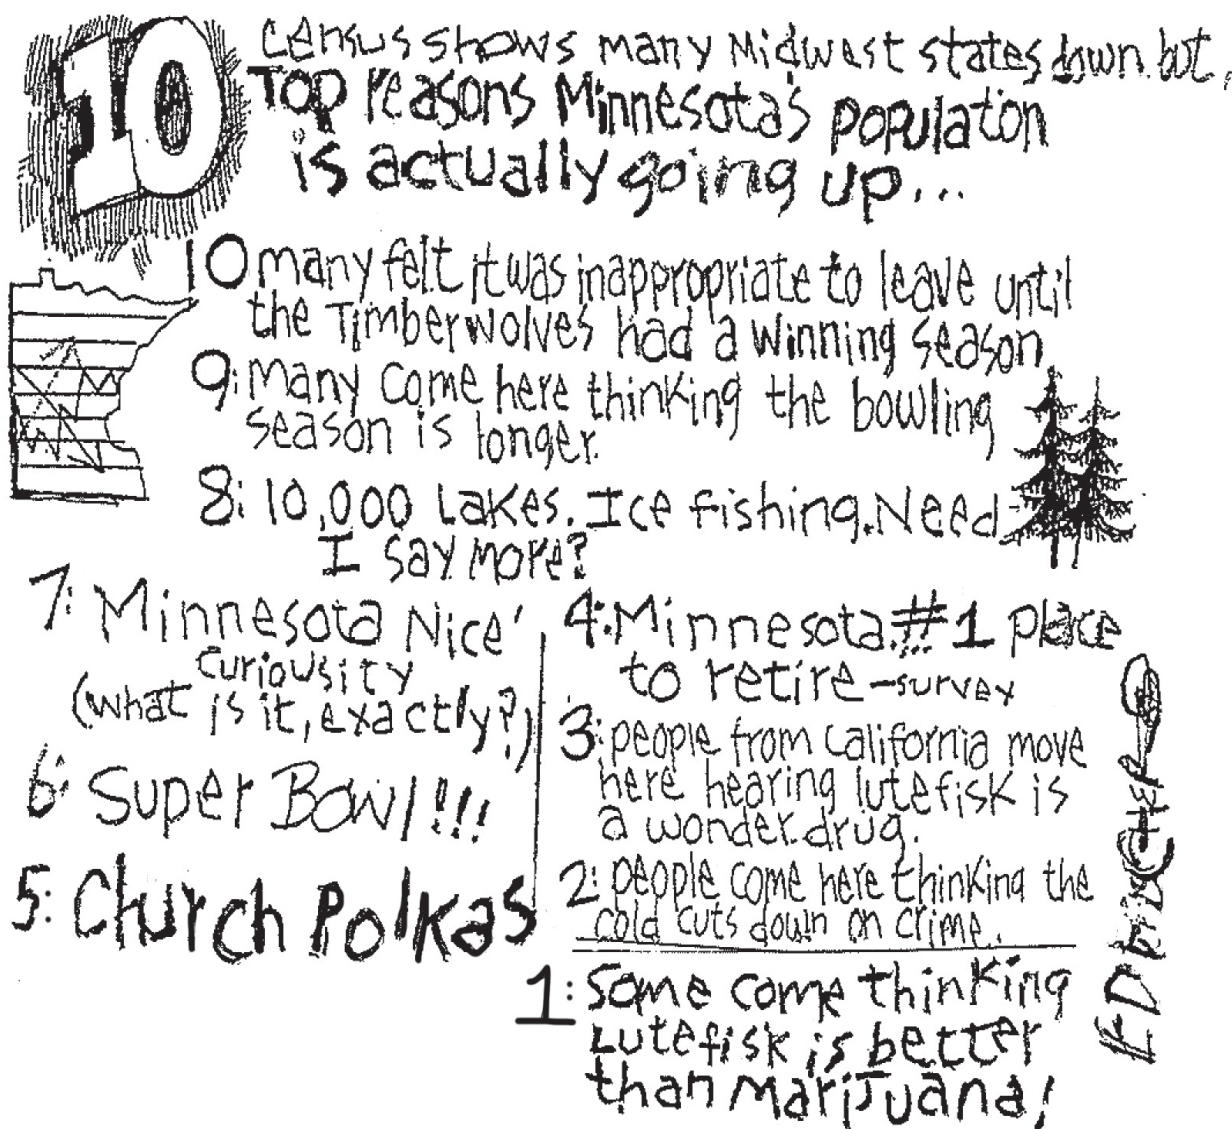 10
Census shows many Midwest states down but,
Top reasons Minnesota's population
is actually going up...
10 many felt it was inappropriate to leave until
the Timberwolves had a winning season
9: many come here thinking the bowling
season is longer.
8: 10,000 Lakes. Ice fishing. Need
I say more?
7: 'Minnesota Nice'
curiousity
(what is it, exactly?)
6: Super Bowl!!!
5: Church Polkas
4: Minnesota...#1 place
to retire-survey
3: people from California move
here hearing lutefisk is
a wonder drug.
2: people come here thinking the
cold cuts down on crime.
1: Some come thinking
Lutefisk is better
than Marijuana!
ED